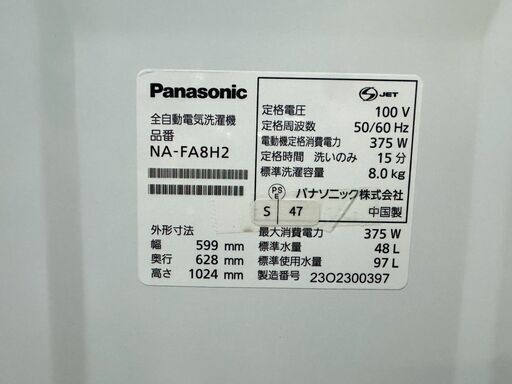 Panasonic
全自動電気洗濯機
品番
NA-FA8H2
外形寸法
幅 599 mm
奥行 628 mm
高さ 1024 mm
S JET
定格電圧 100 V
定格周波数 50/60 Hz
電動機定格消費電力 375 W
定格時間 洗いのみ 15 分
標準洗濯容量 8.0 kg
PSE パナソニック株式会社
S 47 中国製
最大消費電力 375 W
標準水量 48 L
標準使用水量 97 L
製造番号 23O2300397